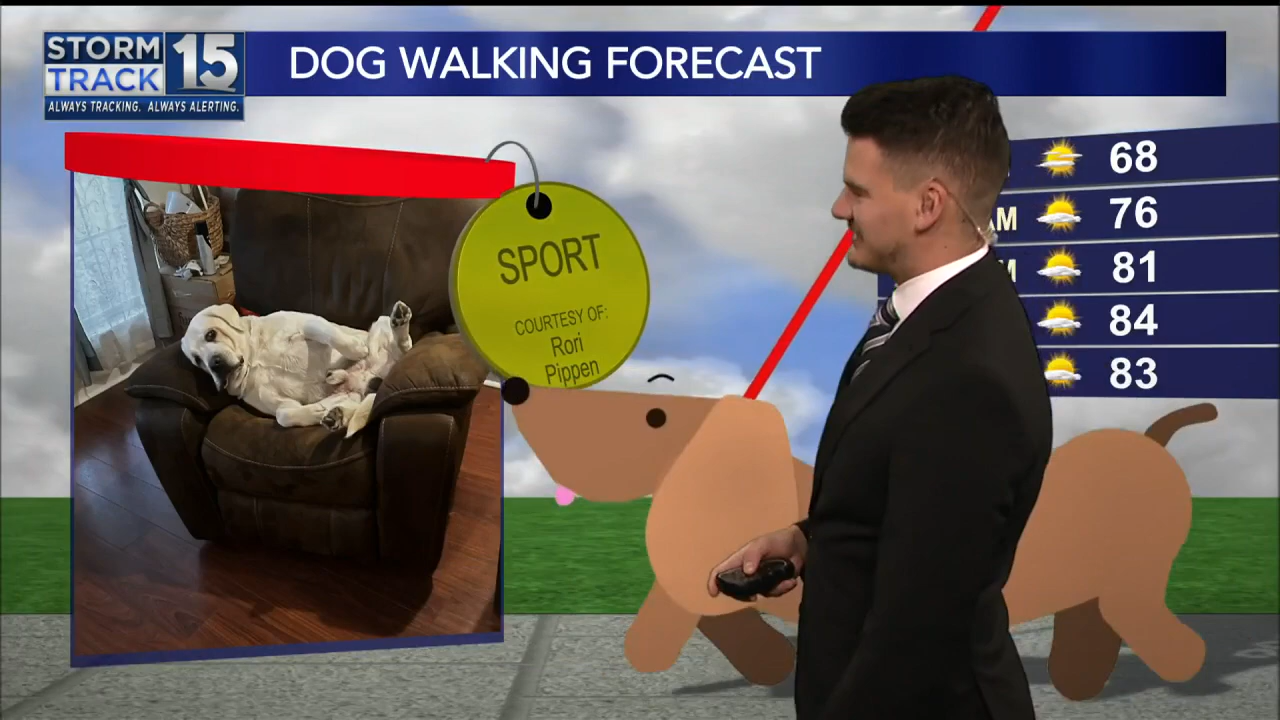 STORM
TRACK
15
ALWAYS TRACKING. ALWAYS ALERTING.
DOG WALKING FORECAST
SPORT
COURTESY OF:
Rori
Pippen
68
AM 76
81
84
83